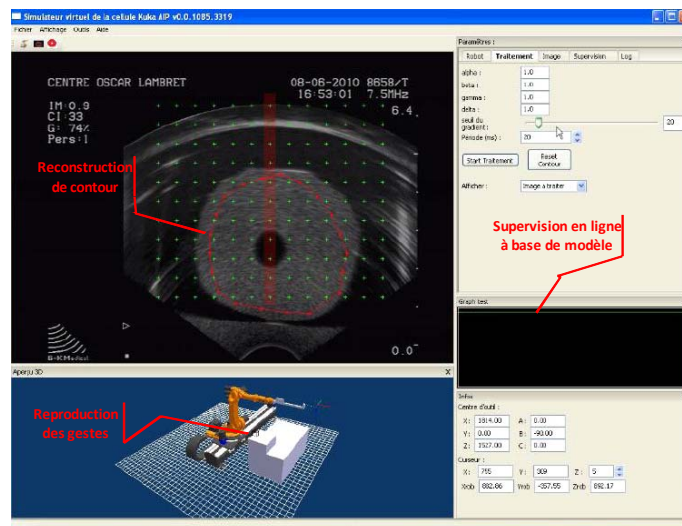 Simulateur virtuel de la cellule Kuka AIP v0.0.1085.3319
Fichier Affichage Outils Aide
CENTRE OSCAR LAMBRET
08-06-2010 8658/T
16:53:01 7.5MHz
IM:0.9
CI:33
G: 74%
Pers:1
6.4
Reconstruction
de contour
0.0
Aperçu 3D X
Reproduction
des gestes
Paramètres :
Robot Traitement Image Supervision Log
alpha : 1.0
beta : 1.0
gamma : 1.0
delta : 1.0
seuil du
gradient : 20
Période (ms) : 20
Start Traitement
Reset
Contour
Afficher : Image a traiter
Supervision en ligne
à base de modèle
Graph test
Infos
Centre d'outil :
X : 1614.00 A : 0.00
Y : 0.00 B : -90.00
Z : 1527.00 C : 0.00
Curseur :
X : 755 Y : 309 Z : 5
Xrob 882.86 Yrob -357.55 Zrob 892.17